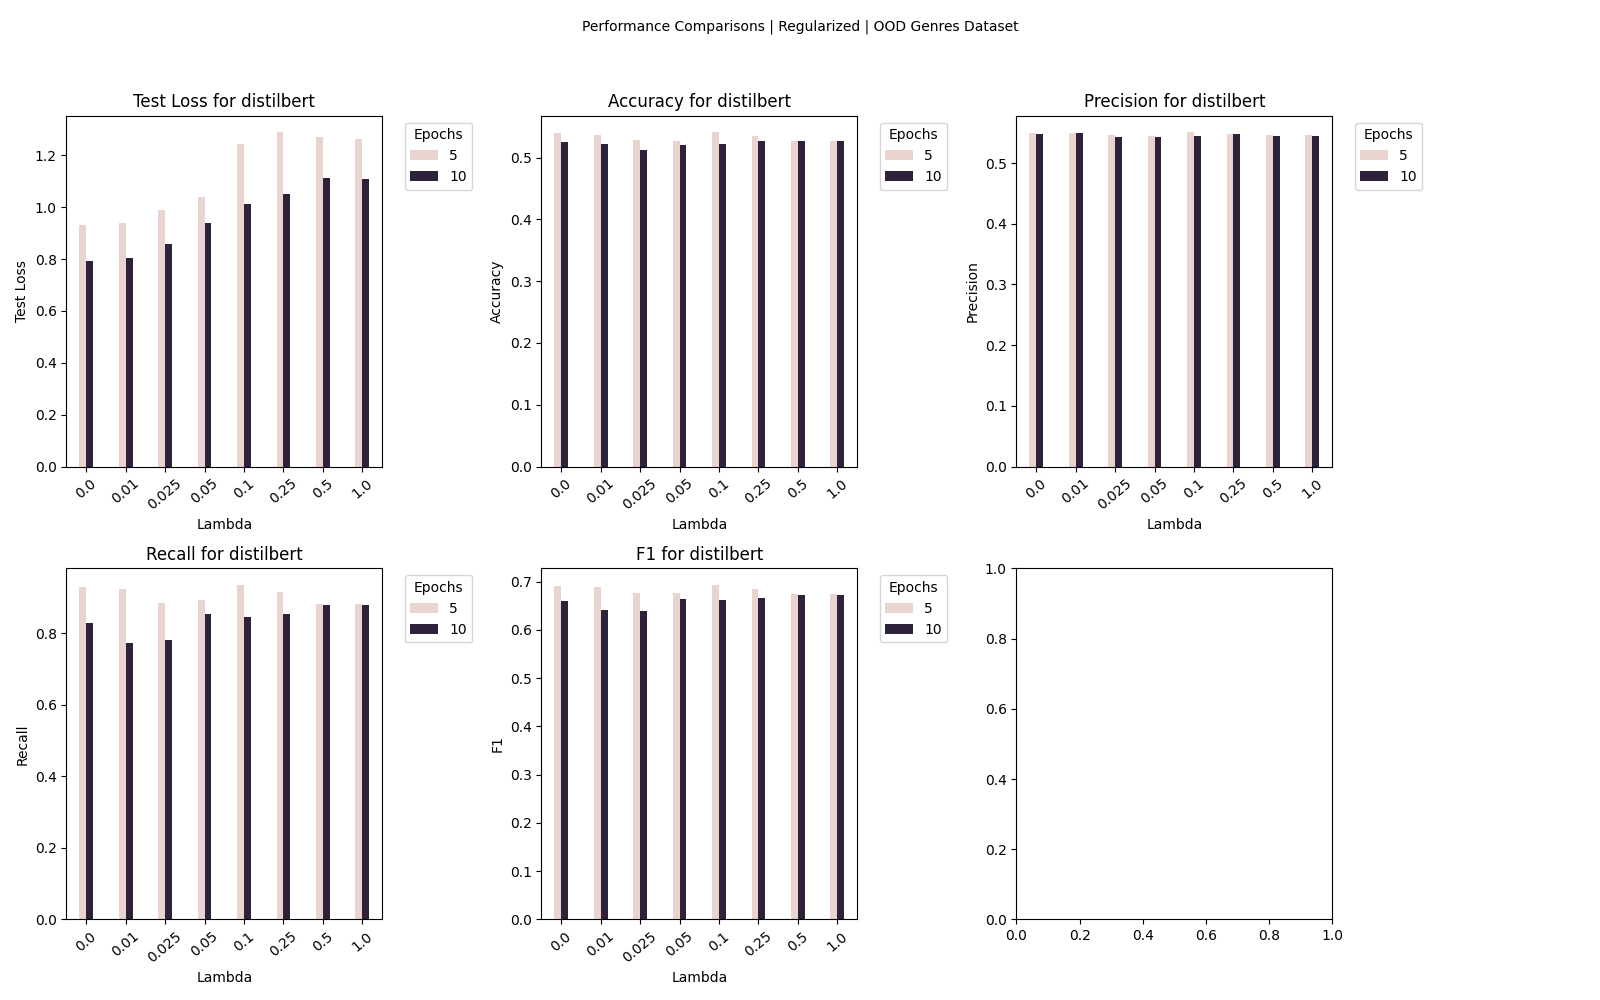 Performance Comparisons | Regularized | OOD Genres Dataset
Test Loss for distilbert
Test Loss
1.2
1.0
0.8
0.6
0.4
0.2
0.0
0.0 0.01 0.025 0.05 0.1 0.25 0.5 1.0
Lambda
Epochs
5
10
Accuracy for distilbert
Accuracy
0.5
0.4
0.3
0.2
0.1
0.0
0.0 0.01 0.025 0.05 0.1 0.25 0.5 1.0
Lambda
Epochs
5
10
Precision for distilbert
Precision
0.5
0.4
0.3
0.2
0.1
0.0
0.0 0.01 0.025 0.05 0.1 0.25 0.5 1.0
Lambda
Epochs
5
10
Recall for distilbert
Recall
0.8
0.6
0.4
0.2
0.0
0.0 0.01 0.025 0.05 0.1 0.25 0.5 1.0
Lambda
Epochs
5
10
F1 for distilbert
F1
0.7
0.6
0.5
0.4
0.3
0.2
0.1
0.0
0.0 0.01 0.025 0.05 0.1 0.25 0.5 1.0
Lambda
Epochs
5
10
1.0
0.8
0.6
0.4
0.2
0.0
0.0 0.2 0.4 0.6 0.8 1.0